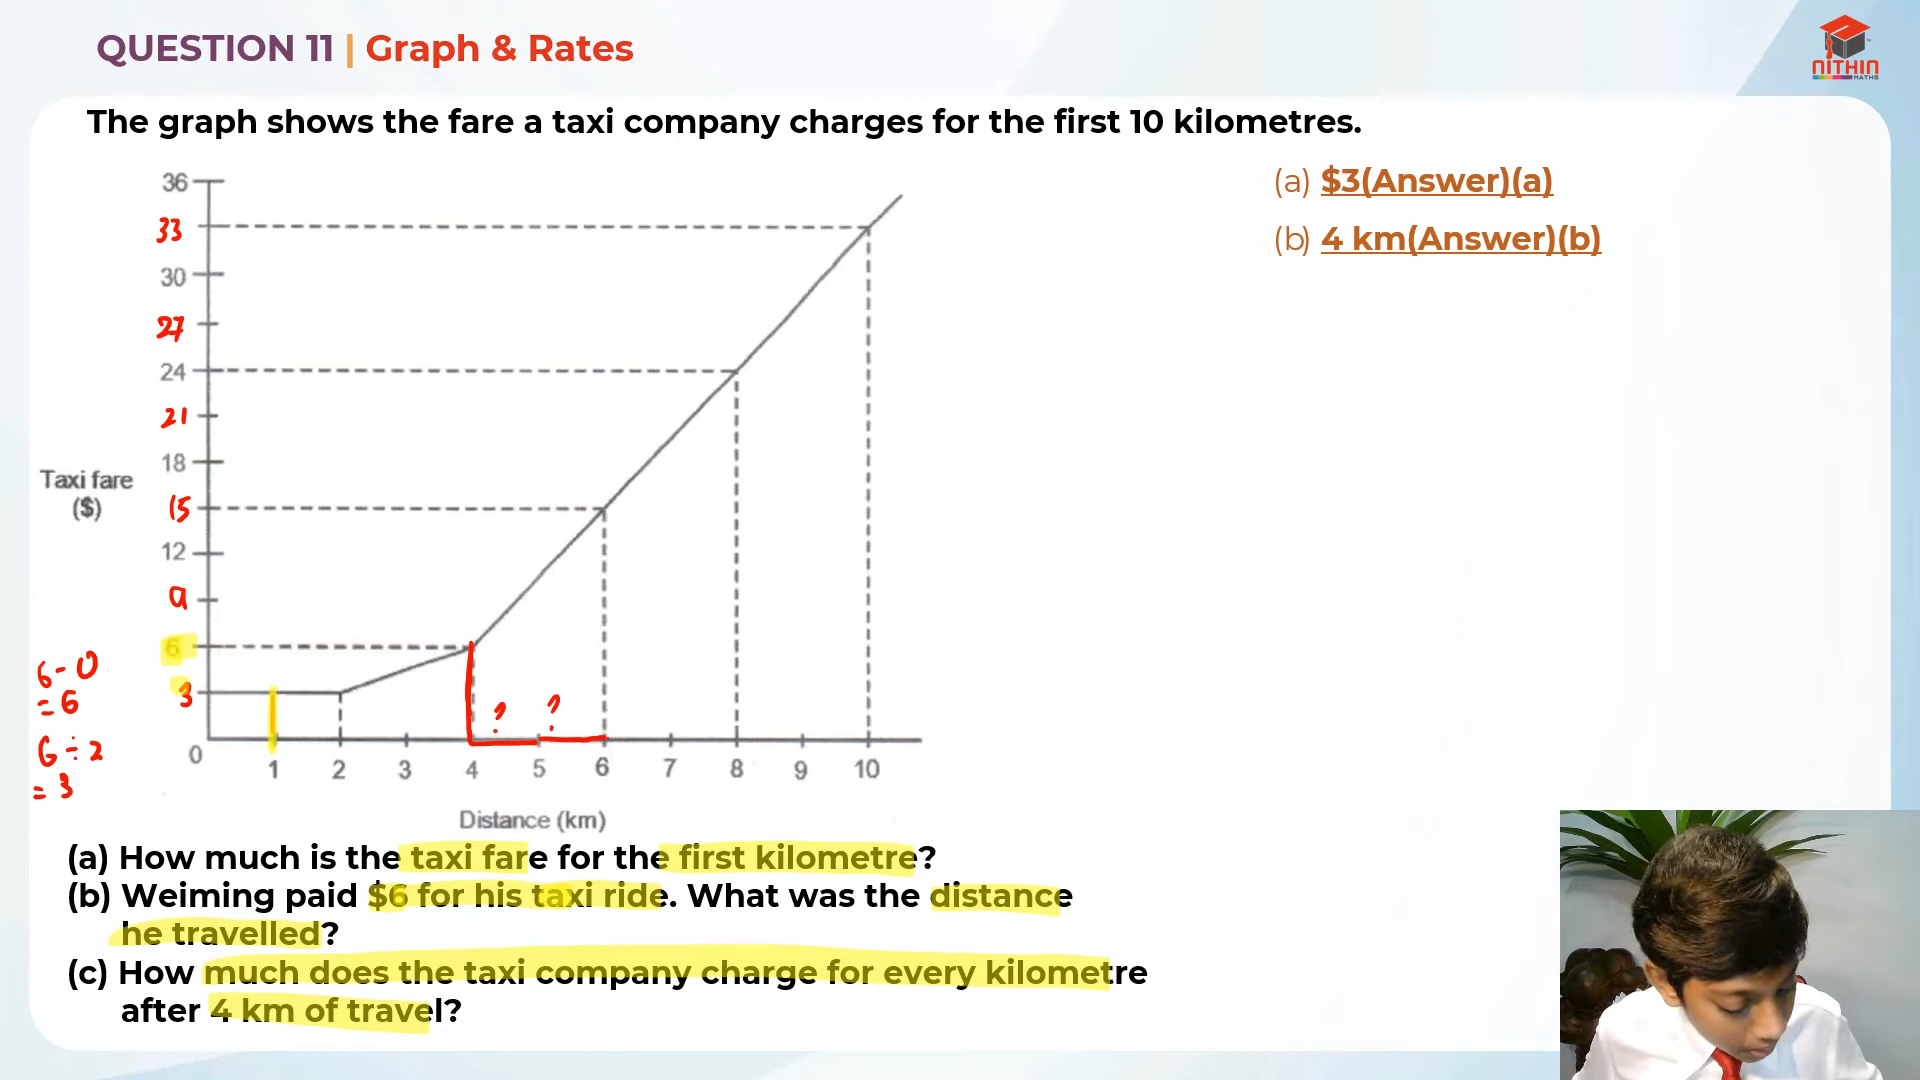 QUESTION 11 | Graph & Rates
NITHIN
MATHS
The graph shows the fare a taxi company charges for the first 10 kilometres.
(a) $3(Answer)(a)
(b) 4 km(Answer)(b)
36
33
30
27
24
21
18
Taxi fare
($)
15
12
9
6
3
0
6-0
=6
6÷2
=3
? ?
1 2 3 4 5 6 7 8 9 10
Distance (km)
(a) How much is the taxi fare for the first kilometre?
(b) Weiming paid $6 for his taxi ride. What was the distance
he travelled?
(c) How much does the taxi company charge for every kilometre
after 4 km of travel?